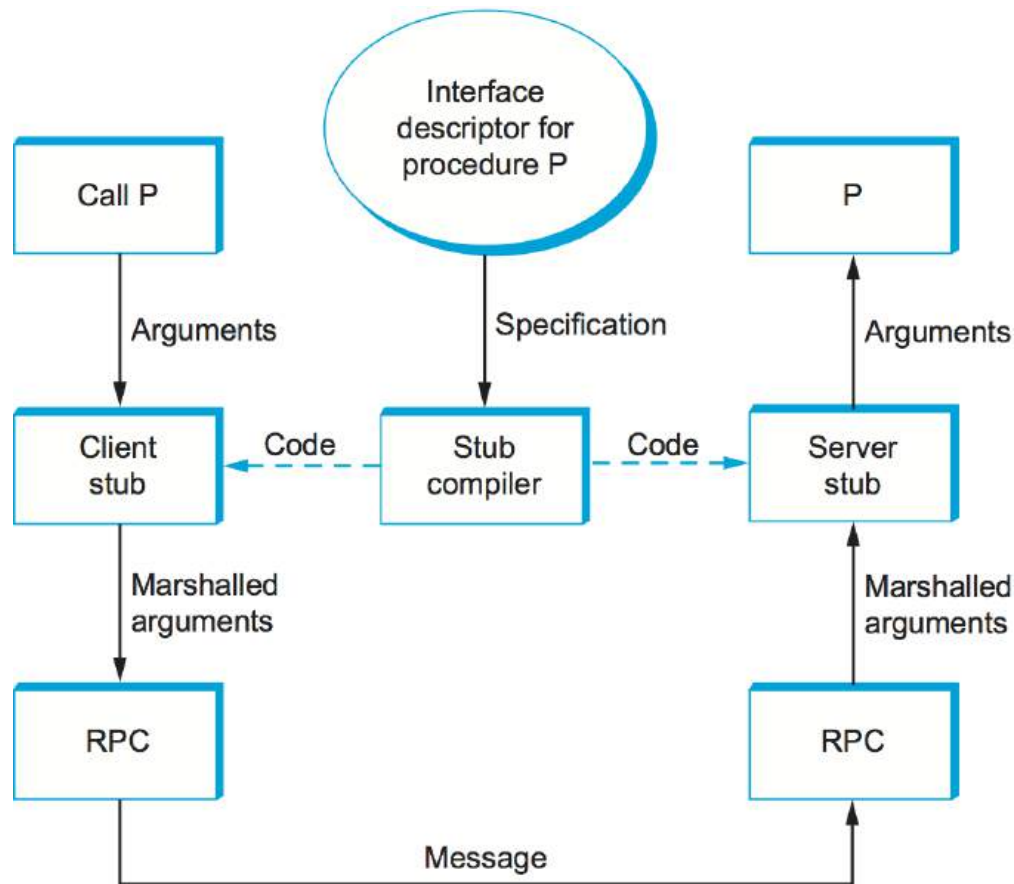 Interface
descriptor for
procedure P
Call P
P
Arguments
Specification
Arguments
Client
stub
Code
Stub
compiler
Code
Server
stub
Marshalled
arguments
Marshalled
arguments
RPC
RPC
Message